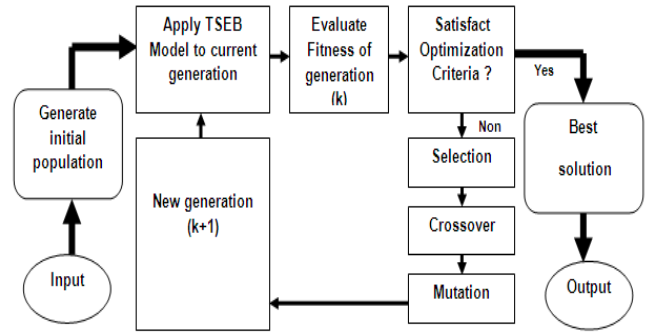 Apply TSEB
Model to current
generation
Evaluate
Fitness of
generation
(k)
Satisfact
Optimization
Criteria ?
Yes
Non
Generate
initial
population
Best
solution
Selection
New generation
(k+1)
Crossover
Input
Mutation
Output